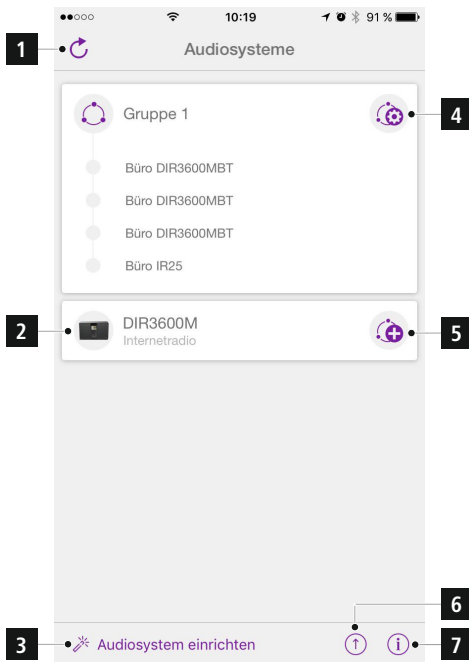 10:19
91 %
1
Audiosysteme
Gruppe 1
4
Büro DIR3600MBT
Büro DIR3600MBT
Büro DIR3600MBT
Büro IR25
2
DIR3600M
Internetradio
5
6
3
Audiosystem einrichten
7